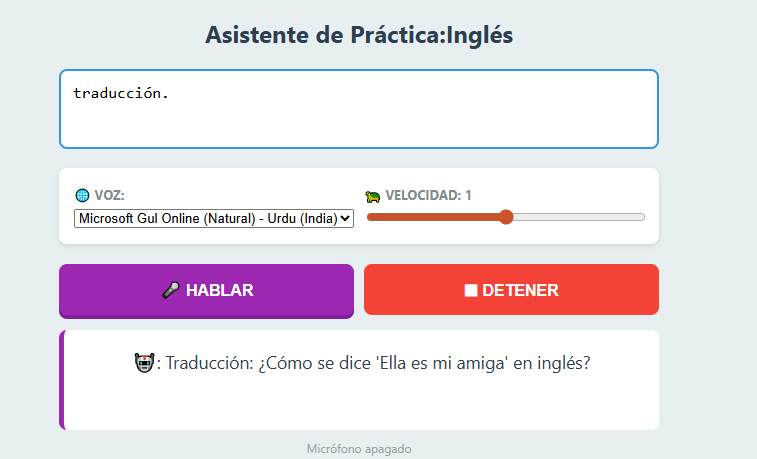 Asistente de Práctica:Inglés
traducción.
🌐 VOZ:
Microsoft Gul Online (Natural) - Urdu (India)
🐢 VELOCIDAD: 1
🎤 HABLAR
⏹ DETENER
🤖: Traducción: ¿Cómo se dice 'Ella es mi amiga' en inglés?
Micrófono apagado